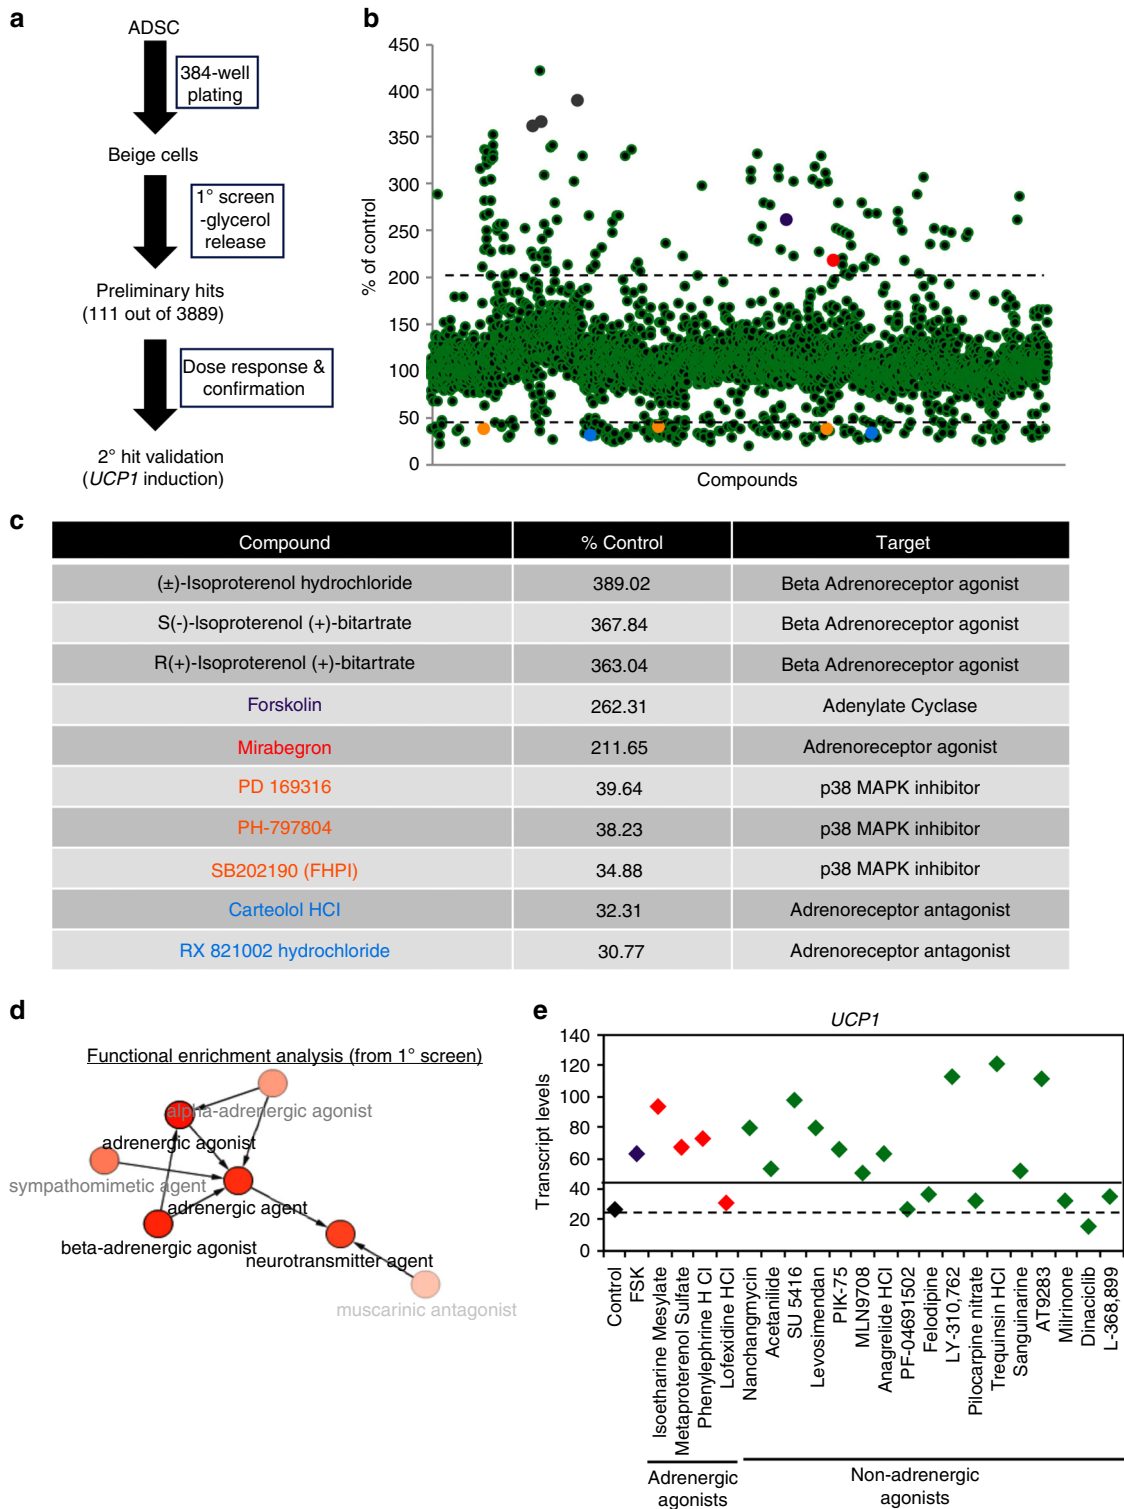 a
ADSC
384-well
plating
Beige cells
1° screen
-glycerol
release
Preliminary hits
(111 out of 3889)
Dose response &
confirmation
2° hit validation
(UCP1 induction)
b
% of control
450
400
350
300
250
200
150
100
50
0
Compounds
c
Compound % Control Target
(±)-Isoproterenol hydrochloride 389.02 Beta Adrenoreceptor agonist
S(-)-Isoproterenol (+)-bitartrate 367.84 Beta Adrenoreceptor agonist
R(+)-Isoproterenol (+)-bitartrate 363.04 Beta Adrenoreceptor agonist
Forskolin 262.31 Adenylate Cyclase
Mirabegron 211.65 Adrenoreceptor agonist
PD 169316 39.64 p38 MAPK inhibitor
PH-797804 38.23 p38 MAPK inhibitor
SB202190 (FHPI) 34.88 p38 MAPK inhibitor
Carteolol HCI 32.31 Adrenoreceptor antagonist
RX 821002 hydrochloride 30.77 Adrenoreceptor antagonist
d
Functional enrichment analysis (from 1° screen)
alpha-adrenergic agonist
adrenergic agonist
sympathomimetic agent
adrenergic agent
beta-adrenergic agonist
neurotransmitter agent
muscarinic antagonist
e
UCP1
Transcript levels
140
120
100
80
60
40
20
0
Control
FSK
Isoetharine Mesylate
Metaproterenol Sulfate
Phenylephrine H CI
Lofexidine HCI
Nanchangmycin
Acetanilide
SU 5416
Levosimendan
PIK-75
MLN9708
Anagrelide HCI
PF-04691502
Felodipine
LY-310,762
Pilocarpine nitrate
Trequinsin HCI
Sanguinarine
AT9283
Milrinone
Dinaciclib
L-368,899
Adrenergic
agonists
Non-adrenergic
agonists